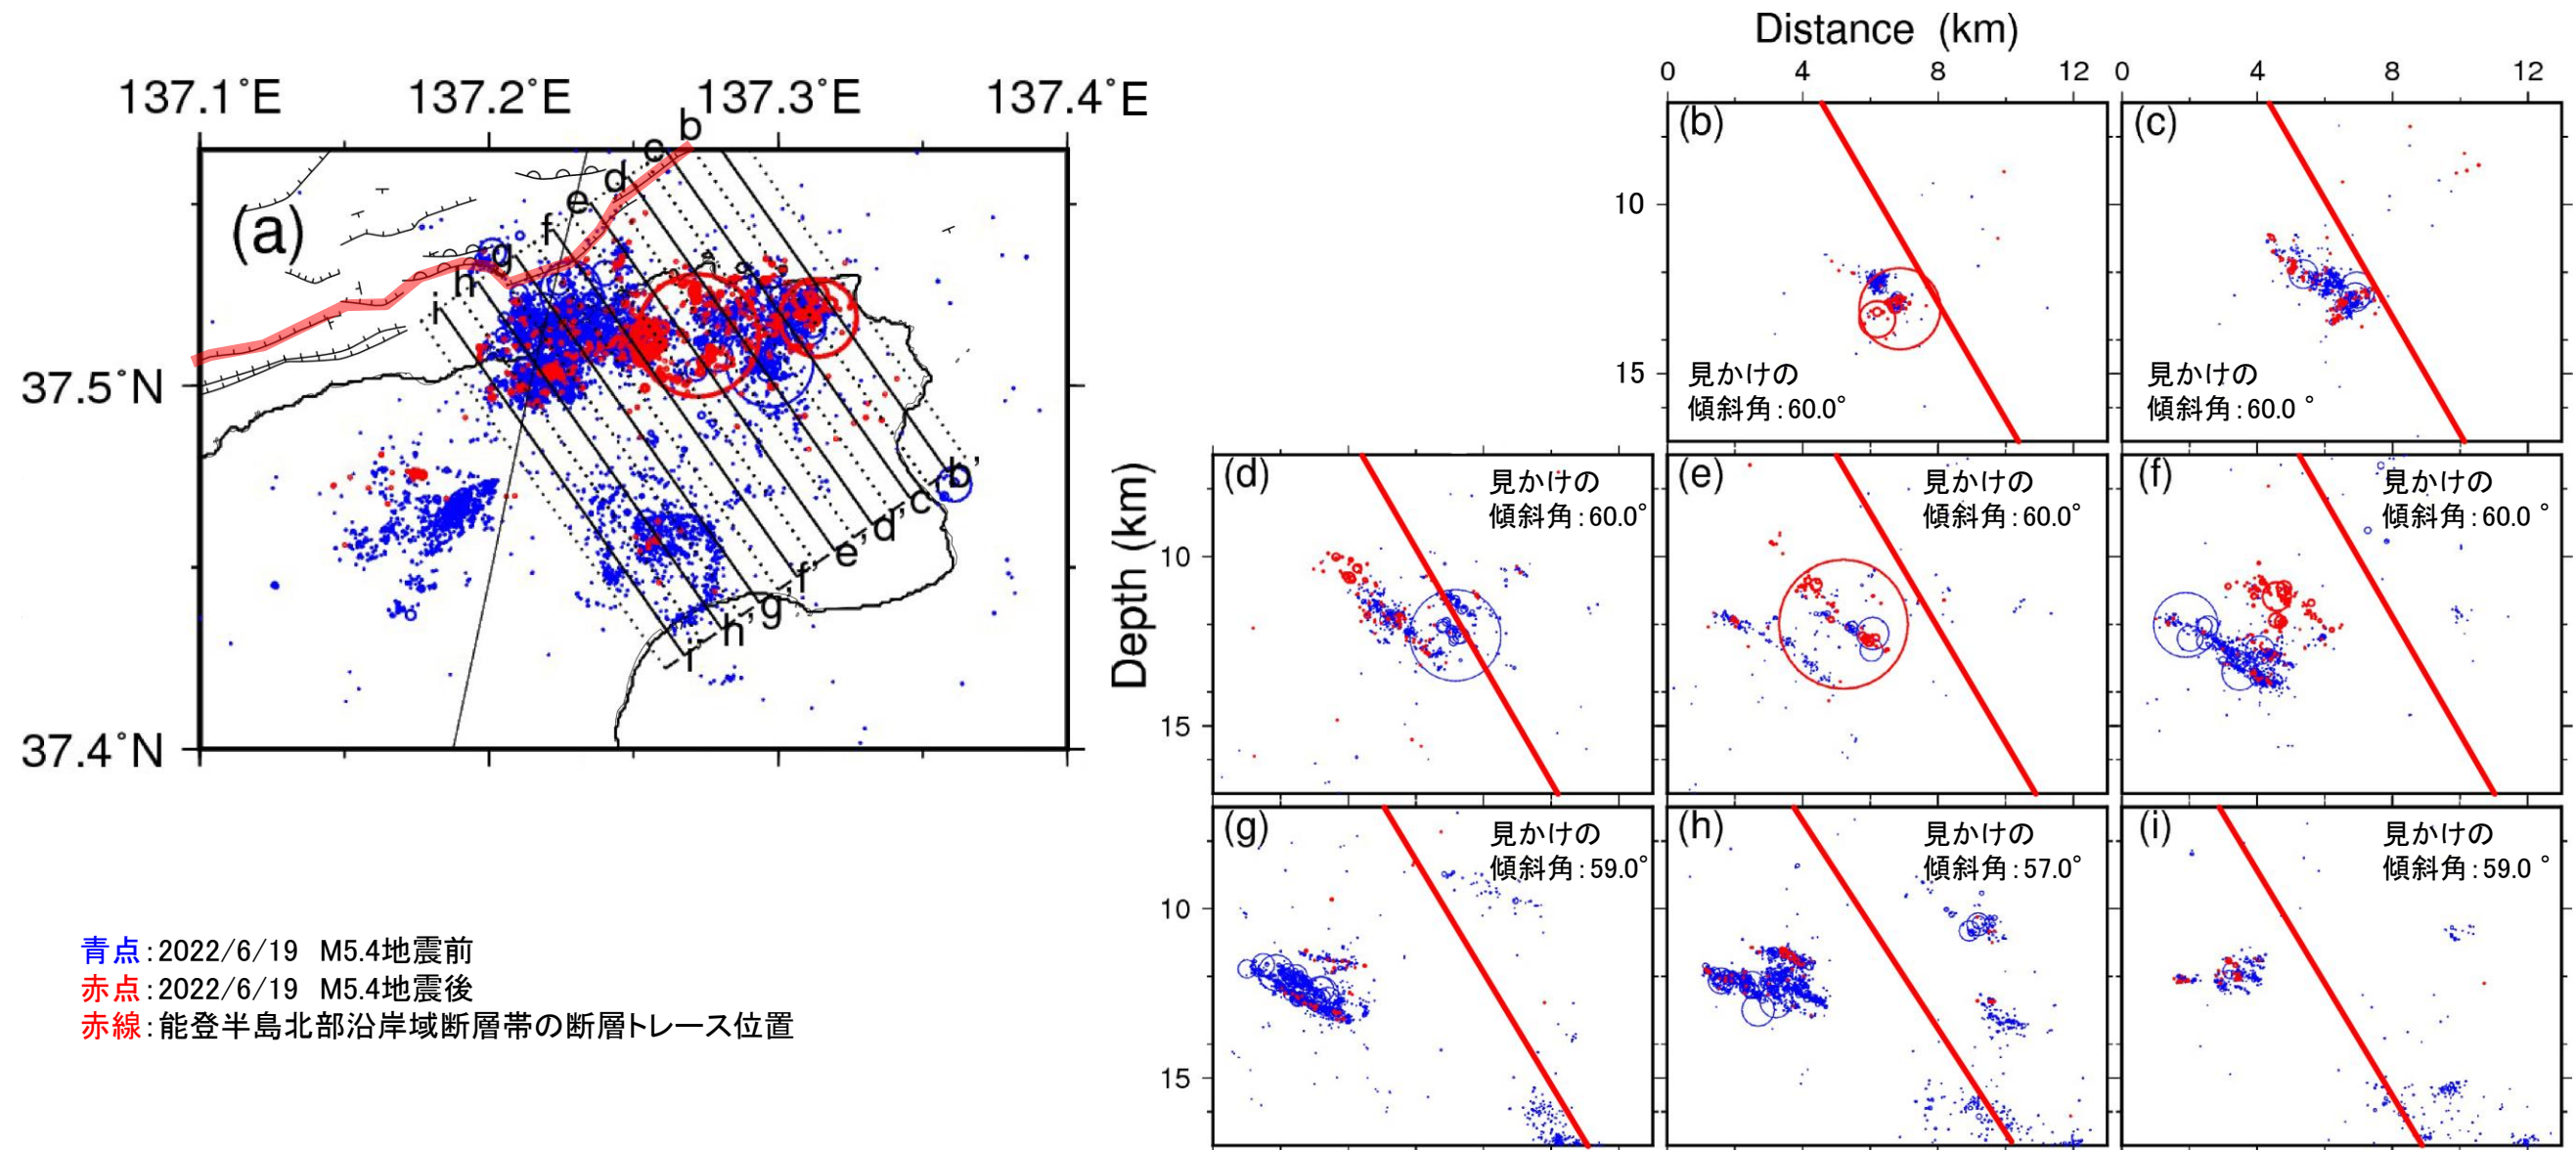 137.1°E 137.2°E 137.3°E 137.4°E
(a)
37.5°N
37.4°N
b
c
d
e
f
g
h
i
b'
c'
d'
e'
f'
g'
h'
i'
青点:2022/6/19 M5.4地震前
赤点:2022/6/19 M5.4地震後
赤線:能登半島北部沿岸域断層帯の断層トレース位置
Distance (km)
0 4 8 12 0 4 8 12
Depth (km)
10
15
(b)
見かけの
傾斜角:60.0°
(c)
見かけの
傾斜角:60.0 °
10
15
(d)
見かけの
傾斜角:60.0°
(e)
見かけの
傾斜角:60.0°
(f)
見かけの
傾斜角:60.0 °
10
15
(g)
見かけの
傾斜角:59.0°
(h)
見かけの
傾斜角:57.0°
(i)
見かけの
傾斜角:59.0 °